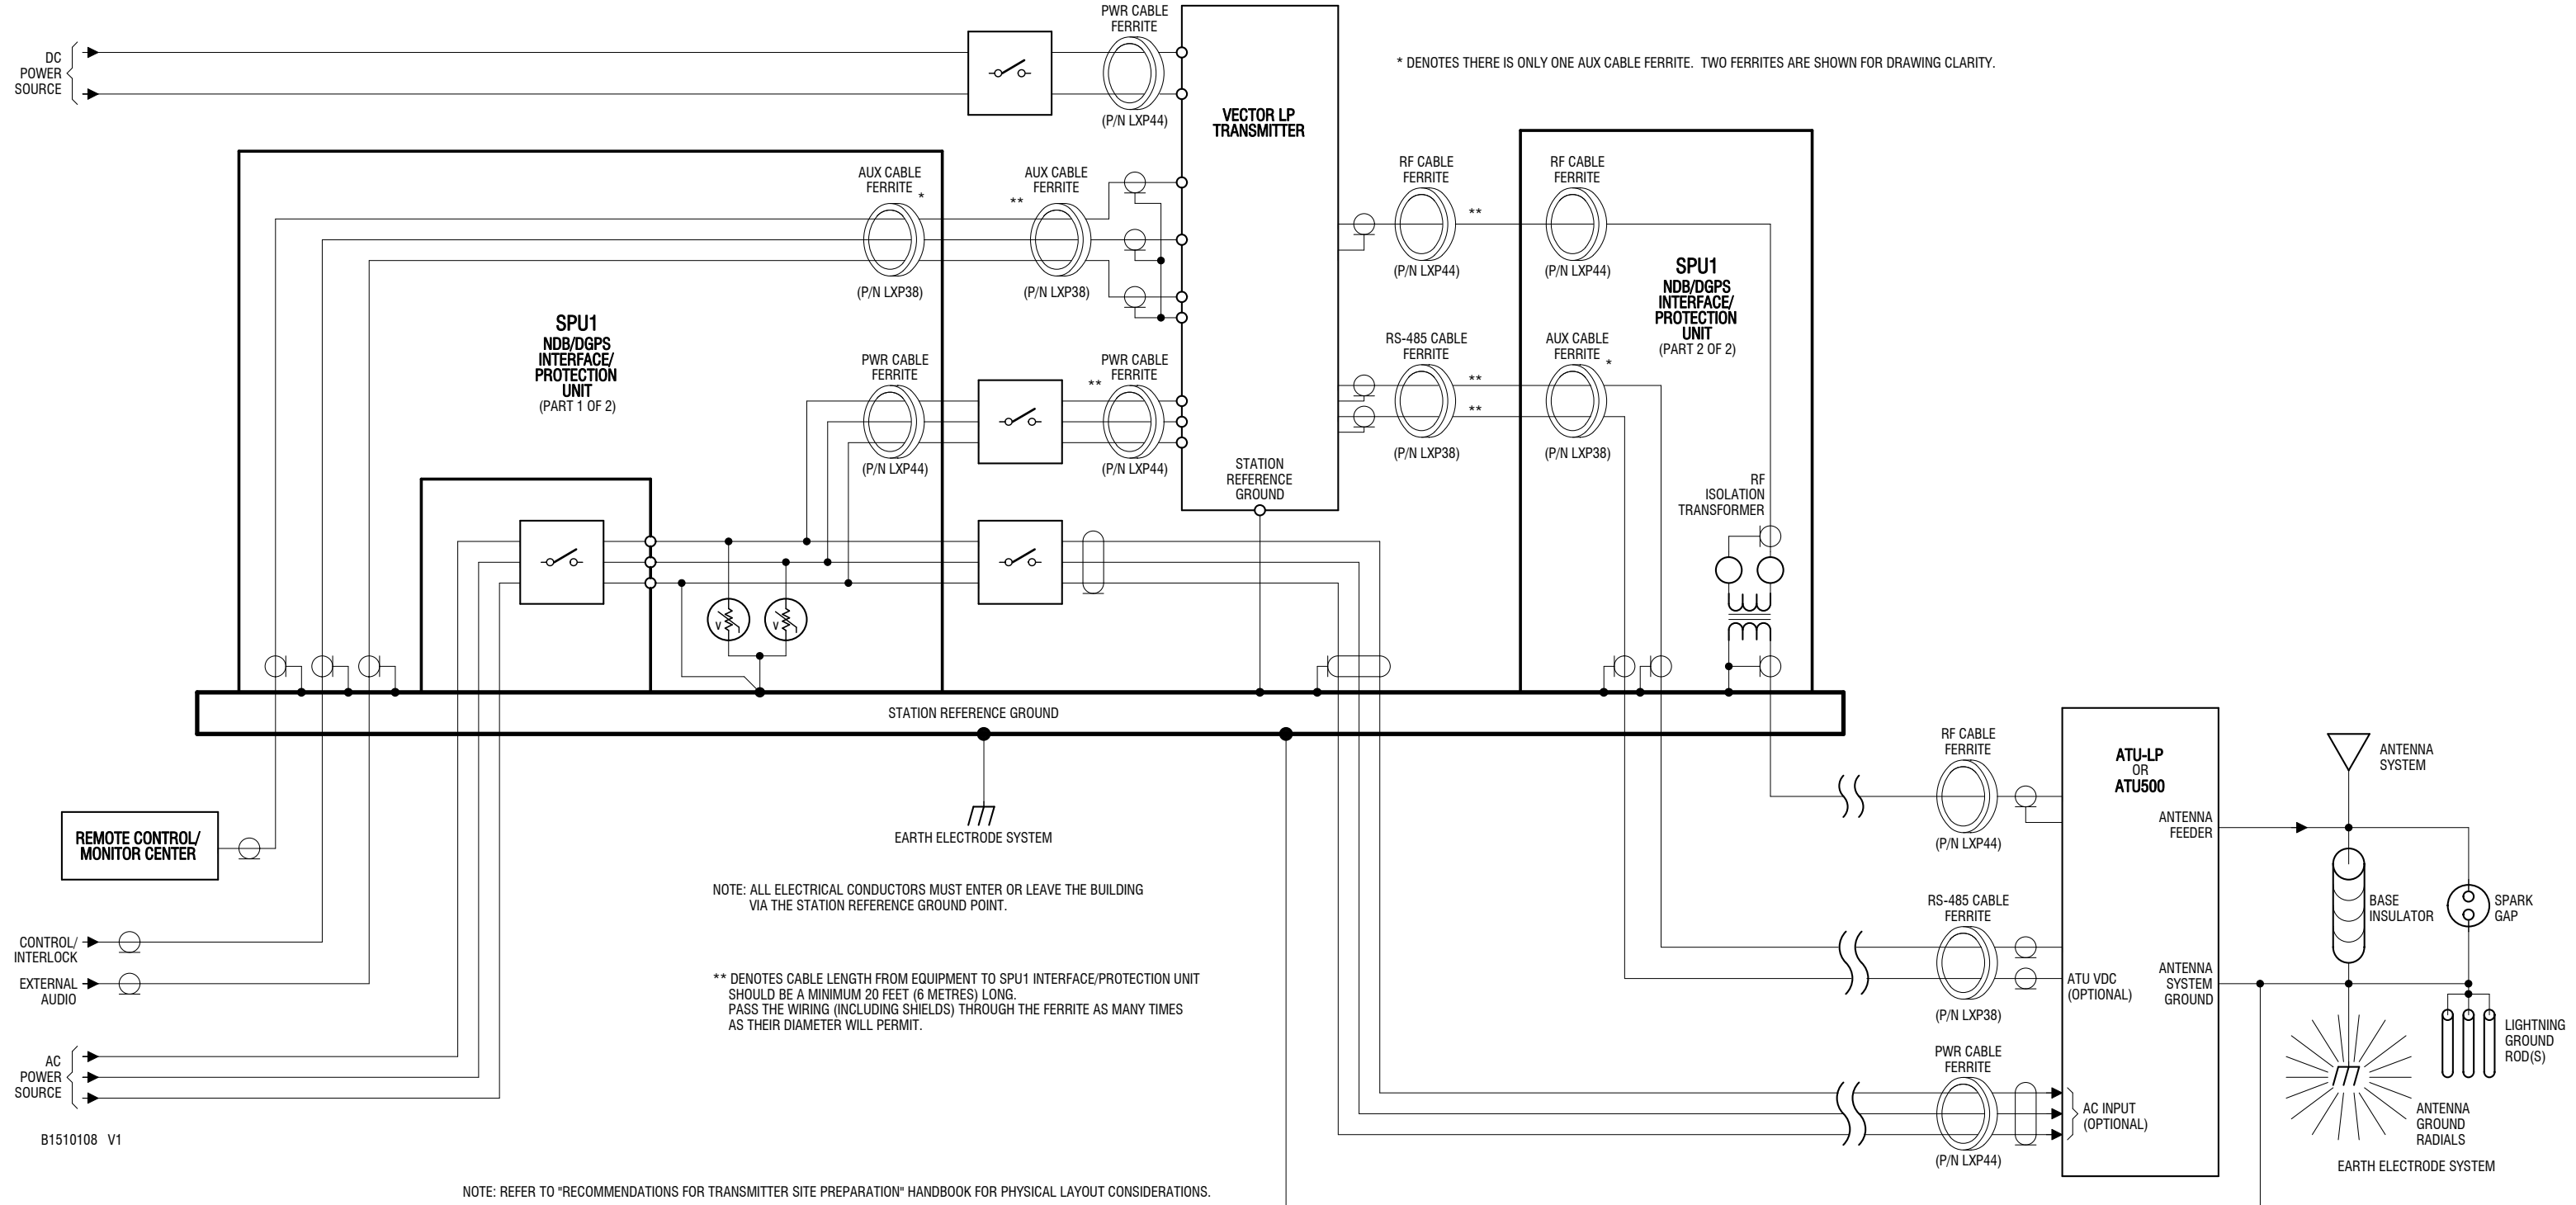 PWR CABLE
FERRITE
DC
POWER
SOURCE
(P/N LXP44)
VECTOR LP
TRANSMITTER
* DENOTES THERE IS ONLY ONE AUX CABLE FERRITE.  TWO FERRITES ARE SHOWN FOR DRAWING CLARITY.
AUX CABLE
FERRITE
*
(P/N LXP38)
AUX CABLE
FERRITE
**
(P/N LXP38)
SPU1
NDB/DGPS
INTERFACE/
PROTECTION
UNIT
(PART 1 OF 2)
PWR CABLE
FERRITE
(P/N LXP44)
PWR CABLE
FERRITE
**
(P/N LXP44)
STATION
REFERENCE
GROUND
V
V
RF CABLE
FERRITE
**
(P/N LXP44)
RF CABLE
FERRITE
(P/N LXP44)
SPU1
NDB/DGPS
INTERFACE/
PROTECTION
UNIT
(PART 2 OF 2)
RS-485 CABLE
FERRITE
**
**
(P/N LXP38)
AUX CABLE
FERRITE
*
(P/N LXP38)
RF
ISOLATION
TRANSFORMER
STATION REFERENCE GROUND
EARTH ELECTRODE SYSTEM
REMOTE CONTROL/
MONITOR CENTER
CONTROL/
INTERLOCK
EXTERNAL
AUDIO
AC
POWER
SOURCE
NOTE: ALL ELECTRICAL CONDUCTORS MUST ENTER OR LEAVE THE BUILDING
VIA THE STATION REFERENCE GROUND POINT.
** DENOTES CABLE LENGTH FROM EQUIPMENT TO SPU1 INTERFACE/PROTECTION UNIT
SHOULD BE A MINIMUM 20 FEET (6 METRES) LONG.
PASS THE WIRING (INCLUDING SHIELDS) THROUGH THE FERRITE AS MANY TIMES
AS THEIR DIAMETER WILL PERMIT.
RF CABLE
FERRITE
(P/N LXP44)
RS-485 CABLE
FERRITE
(P/N LXP38)
PWR CABLE
FERRITE
(P/N LXP44)
ATU-LP
OR
ATU500
ANTENNA
FEEDER
ATU VDC
(OPTIONAL)
ANTENNA
SYSTEM
GROUND
AC INPUT
(OPTIONAL)
ANTENNA
SYSTEM
BASE
INSULATOR
SPARK
GAP
LIGHTNING
GROUND
ROD(S)
ANTENNA
GROUND
RADIALS
EARTH ELECTRODE SYSTEM
B1510108   V1
NOTE: REFER TO "RECOMMENDATIONS FOR TRANSMITTER SITE PREPARATION" HANDBOOK FOR PHYSICAL LAYOUT CONSIDERATIONS.